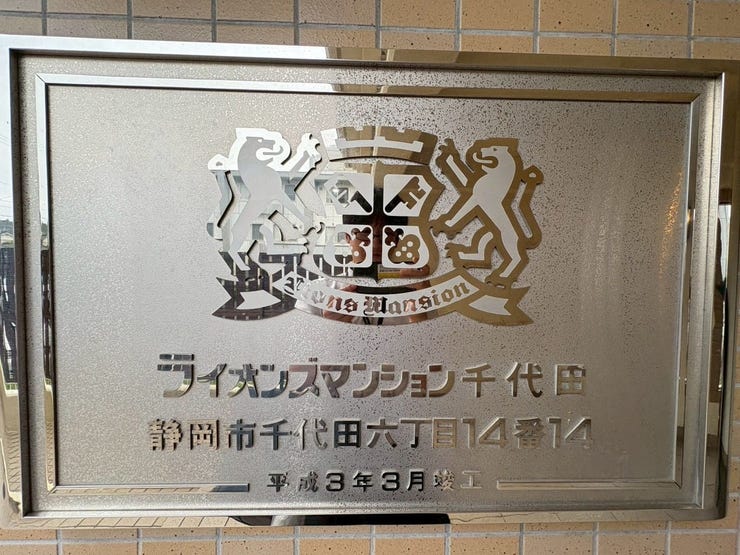 Lions Mansion
ライオンズマンション千代田
静岡市千代田六丁目14番14
平成3年3月竣工